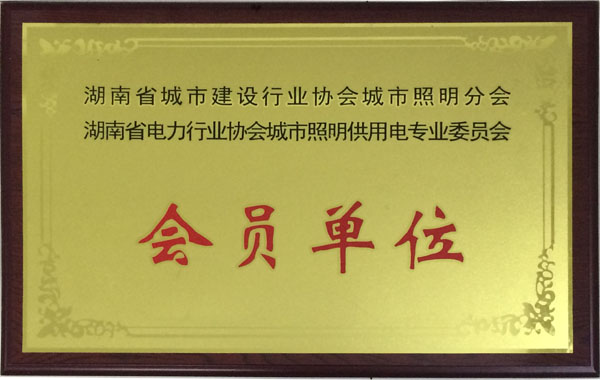 湖南省城市建设行业协会城市照明分会
湖南省电力行业协会城市照明供用电专业委员会
会员单位